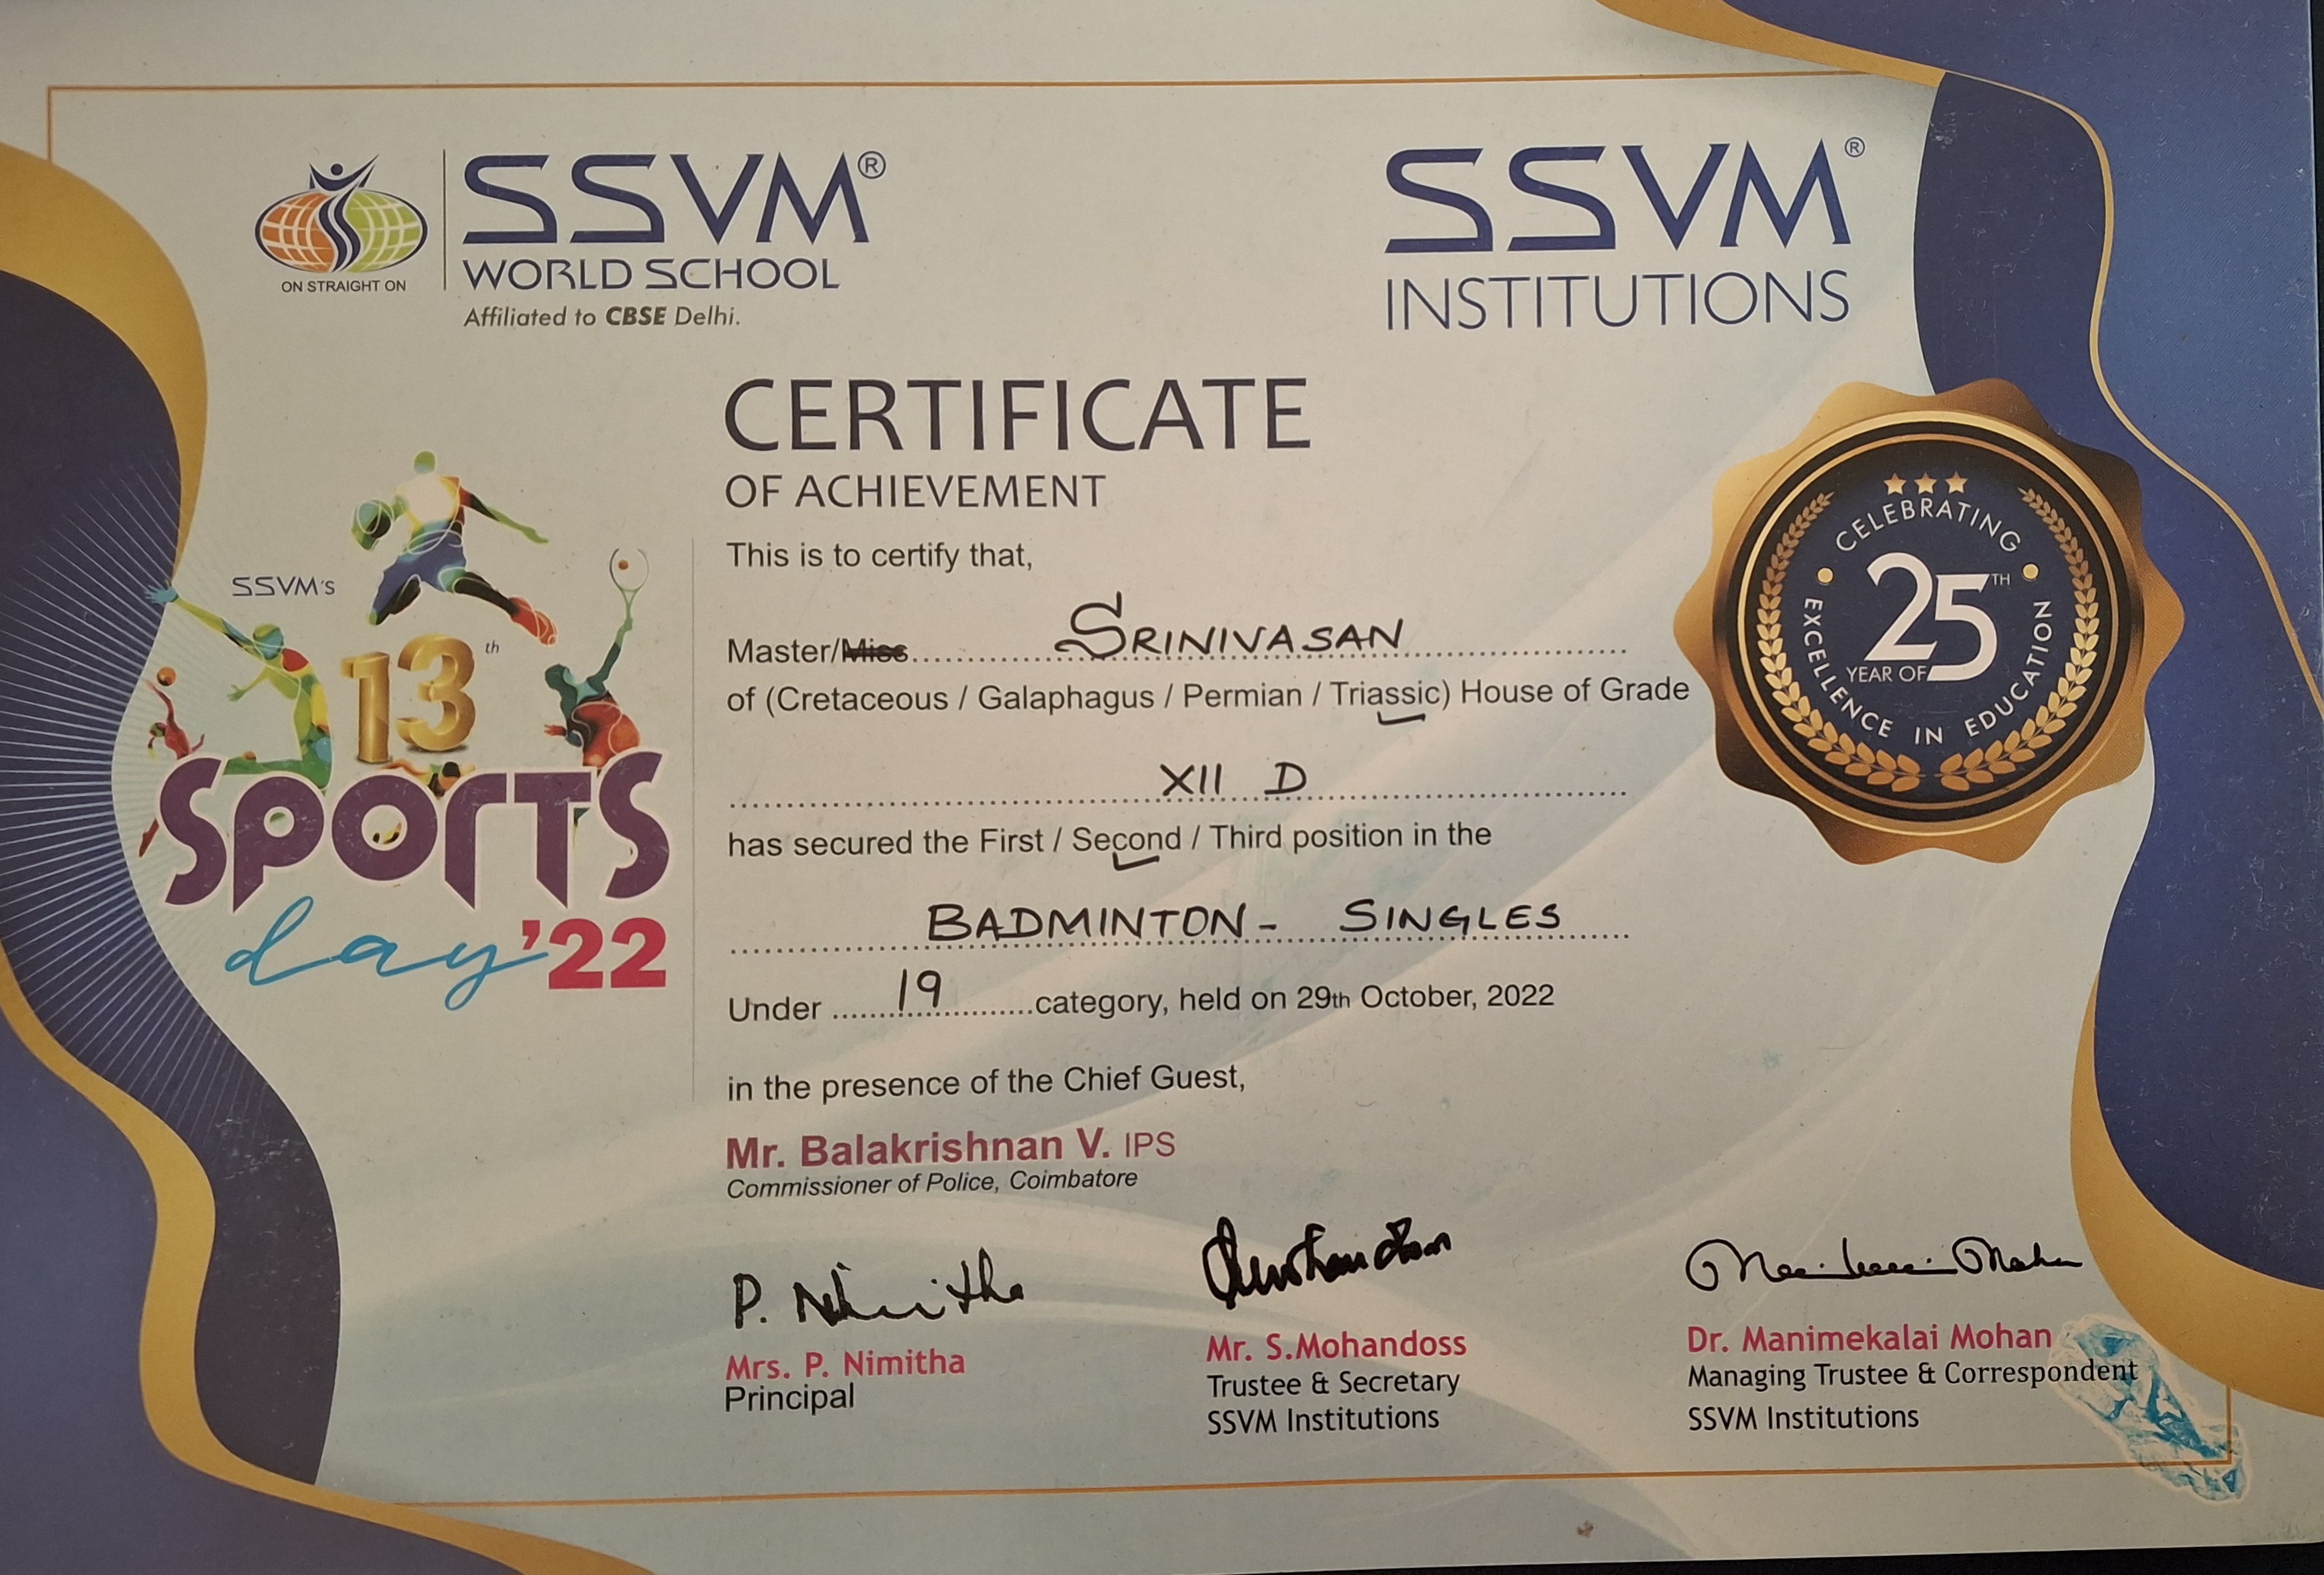 SSVM®
WORLD SCHOOL
Affiliated to CBSE Delhi.
ON STRAIGHT ON
SSVM®
INSTITUTIONS
CERTIFICATE
OF ACHIEVEMENT
This is to certify that,
Master/Miss SRINIVASAN
of (Cretaceous / Galaphagus / Permian / Triassic) House of Grade
XII D
has secured the First / Second / Third position in the
BADMINTON - SINGLES
Under 19 category, held on 29th October, 2022
in the presence of the Chief Guest,
Mr. Balakrishnan V. IPS
Commissioner of Police, Coimbatore
SSVM's
13th
SPORTS
day '22
CELEBRATING
25TH
YEAR OF
EXCELLENCE IN EDUCATION
P. Nimitha
Mrs. P. Nimitha
Principal
Mr. S.Mohandoss
Trustee & Secretary
SSVM Institutions
Manimekalai Mohan
Dr. Manimekalai Mohan
Managing Trustee & Correspondent
SSVM Institutions